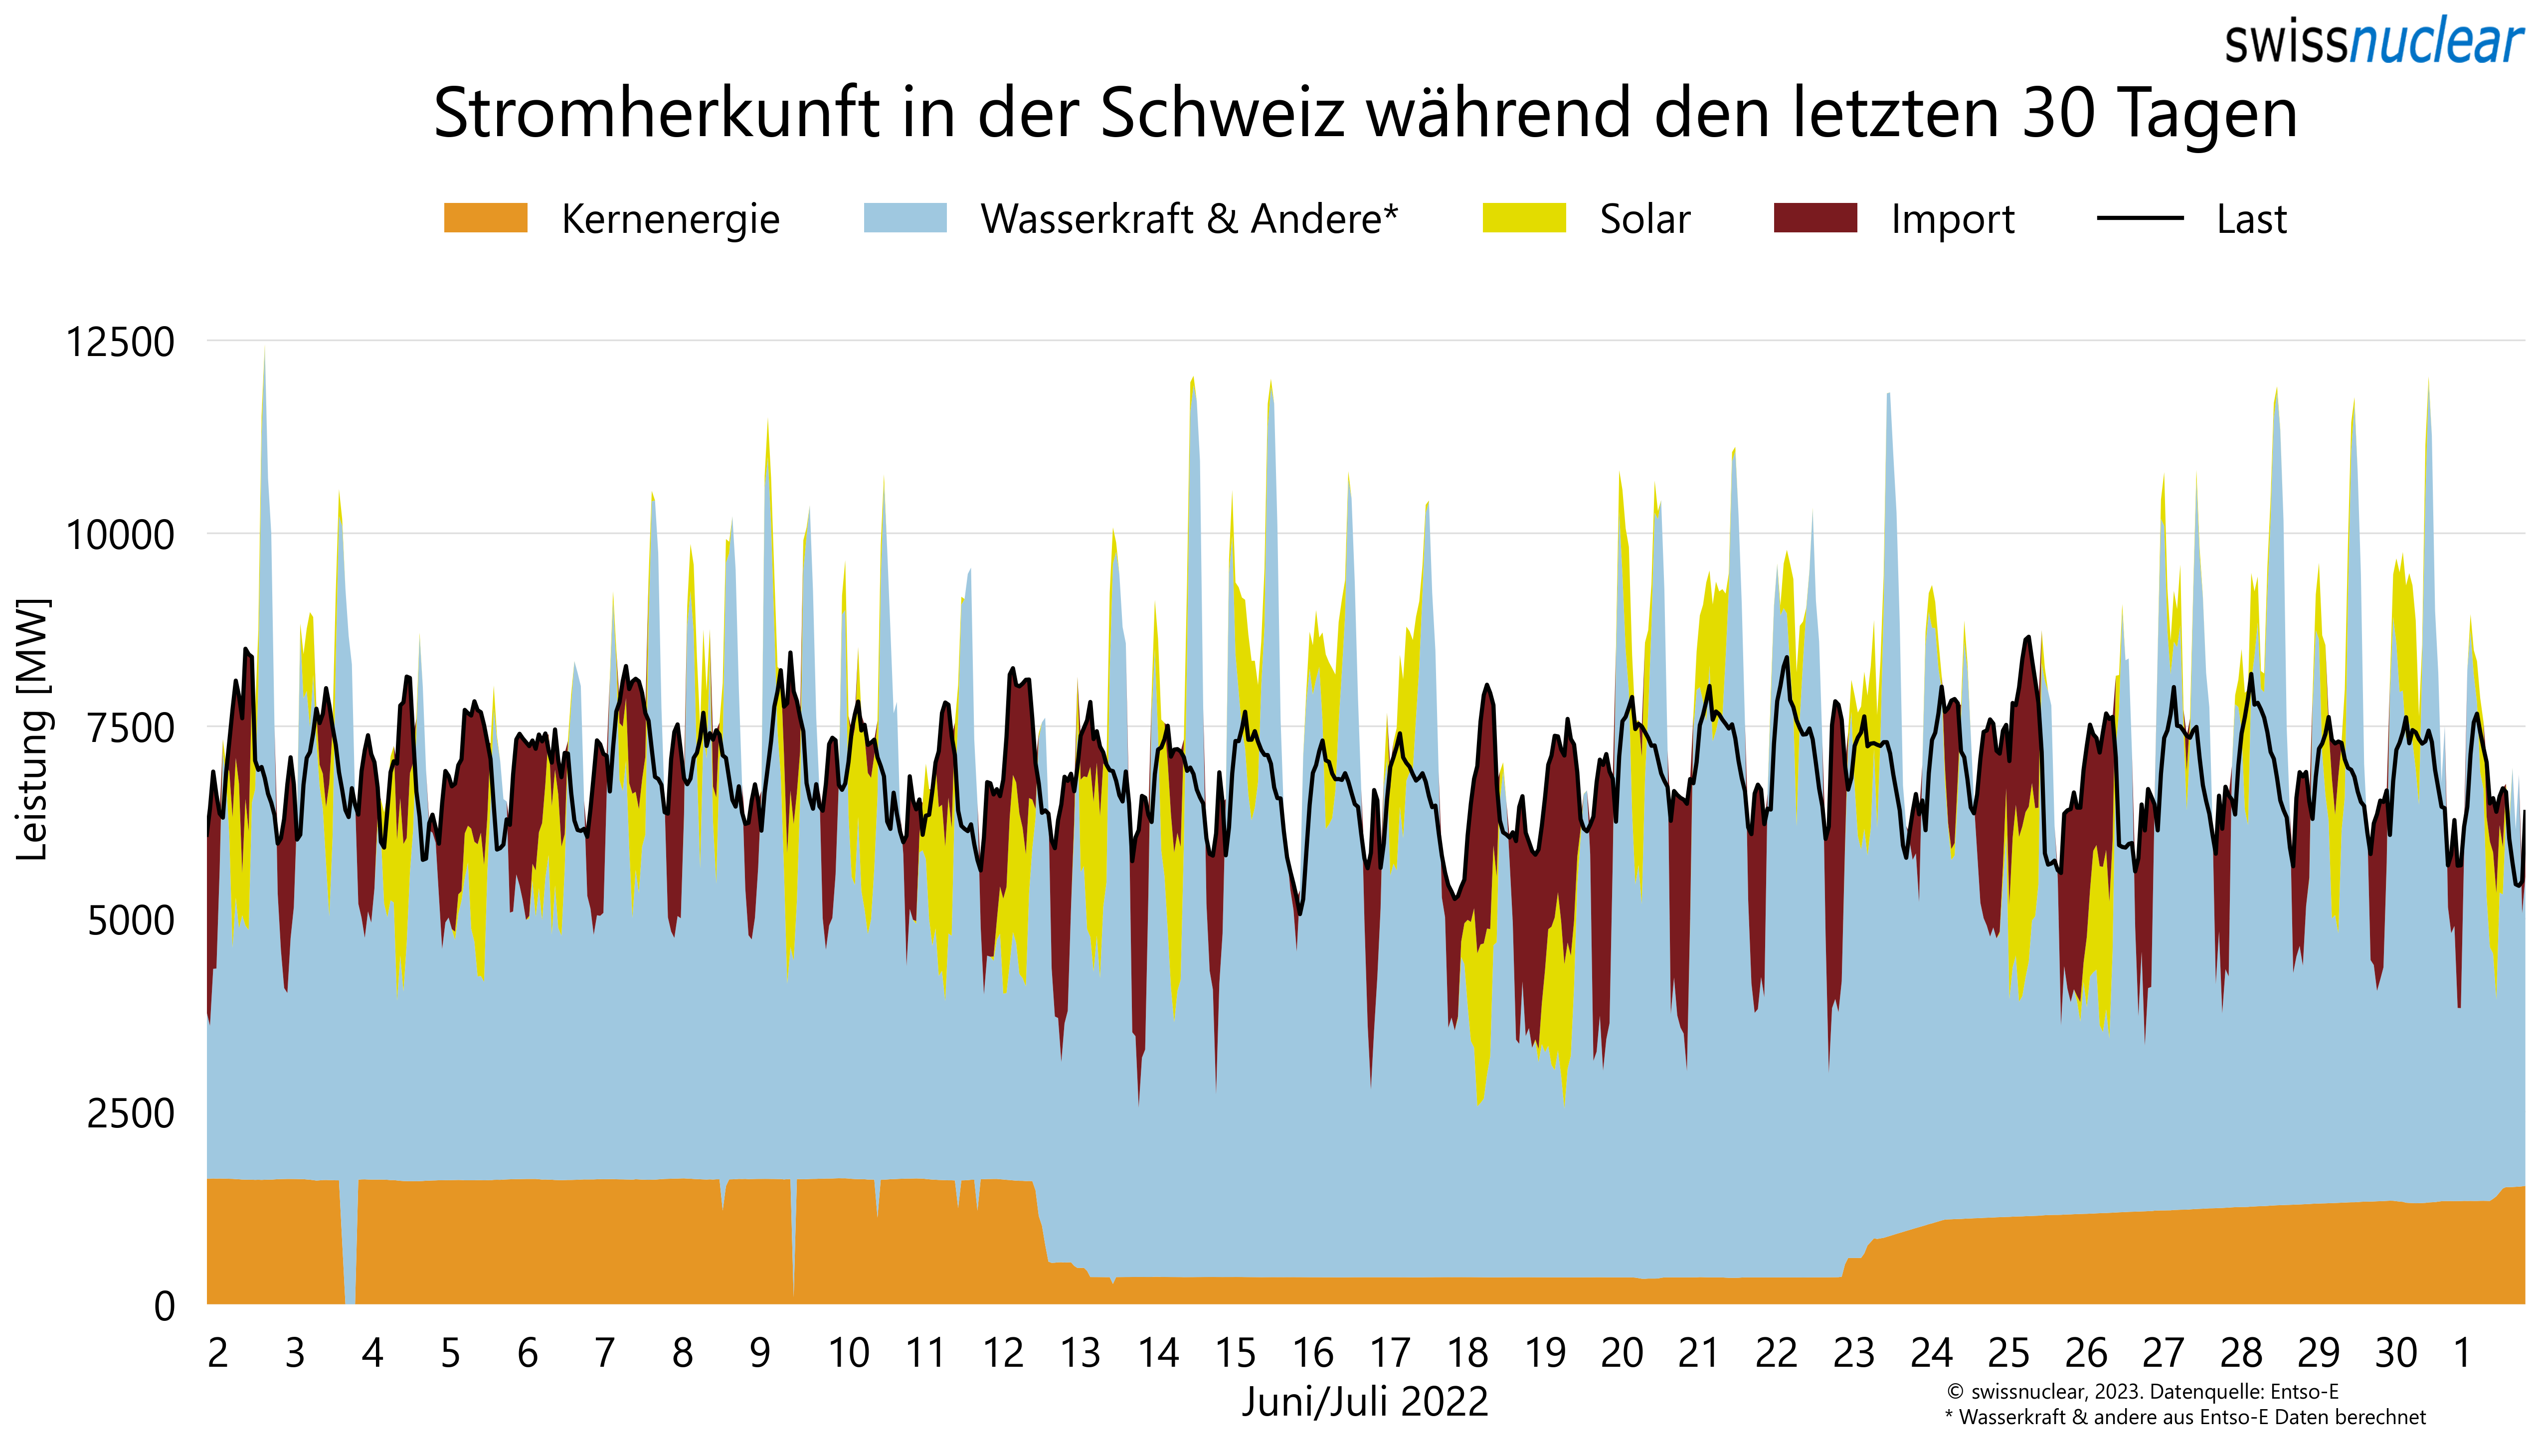 swissnuclear
Stromherkunft in der Schweiz während den letzten 30 Tagen
Kernenergie Wasserkraft & Andere* Solar Import Last
Leistung [MW]
12500
10000
7500
5000
2500
0
2 3 4 5 6 7 8 9 10 11 12 13 14 15 16 17 18 19 20 21 22 23 24 25 26 27 28 29 30 1
Juni/Juli 2022
© swissnuclear, 2023. Datenquelle: Entso-E
* Wasserkraft & andere aus Entso-E Daten berechnet